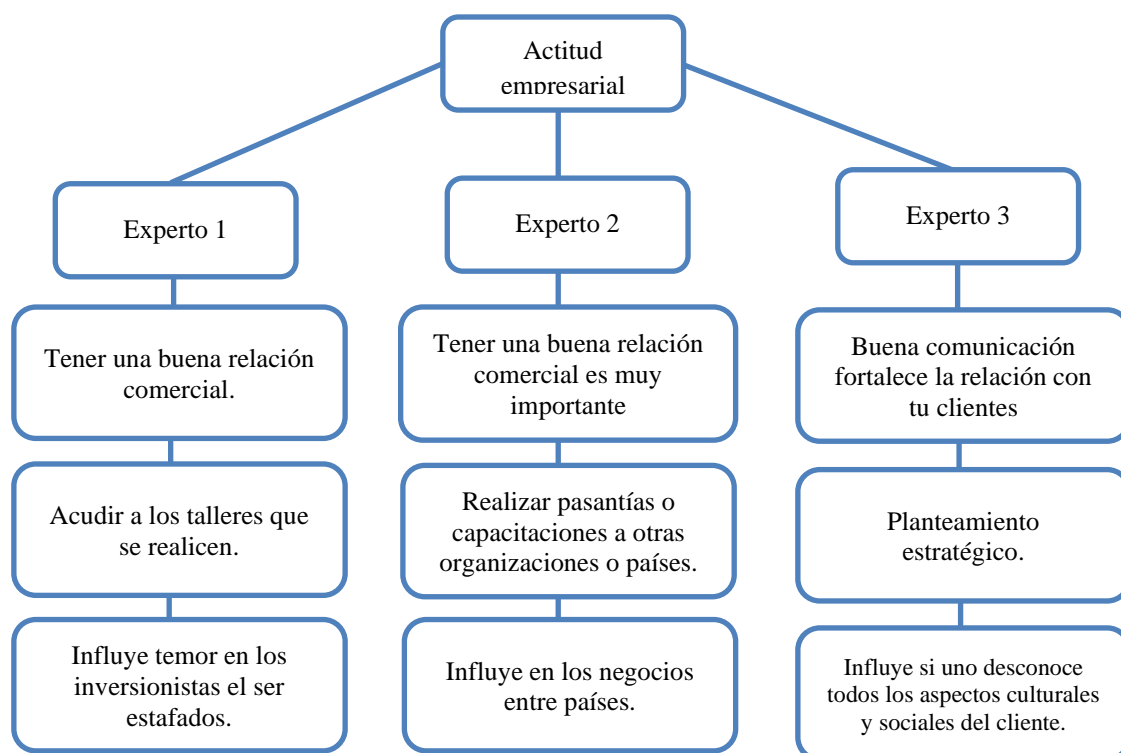 Actitud
empresarial
Experto 1
Experto 2
Experto 3
Tener una buena relación
comercial.
Tener una buena relación
comercial es muy
importante
Buena comunicación
fortalece la relación con
tu clientes
Acudir a los talleres que
se realicen.
Realizar pasantías o
capacitaciones a otras
organizaciones o países.
Planteamiento
estratégico.
Influye temor en los
inversionistas el ser
estafados.
Influye en los negocios
entre países.
Influye si uno desconoce
todos los aspectos culturales
y sociales del cliente.